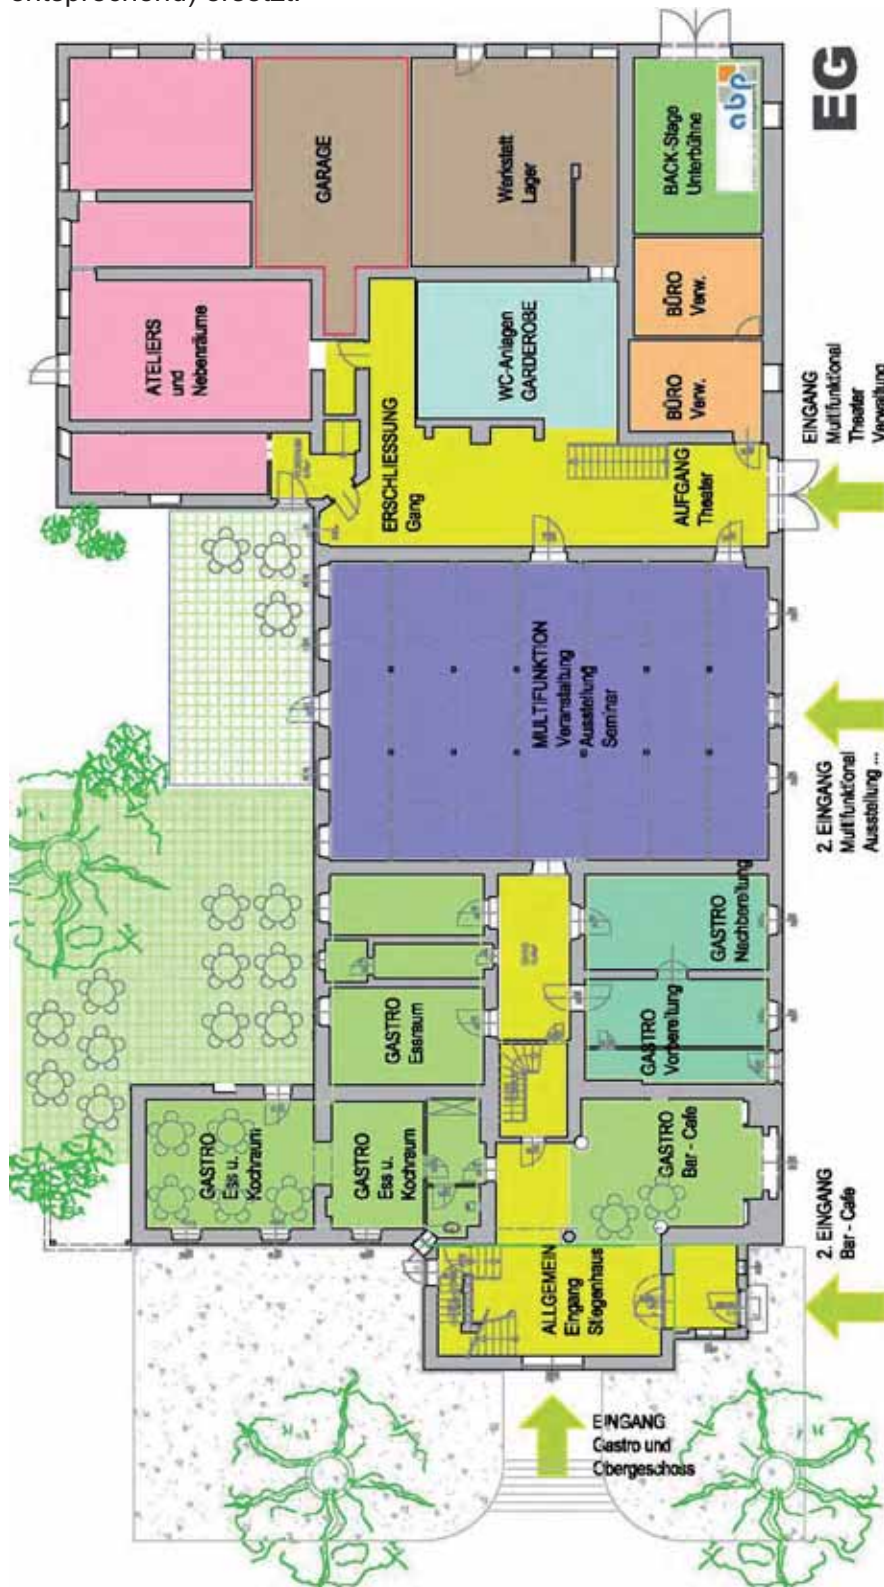 entsprechend) ersetzt.
EG
abp
BACK-Stage
Unterbühne
GARAGE
Werkstatt
Lager
BÜRO
Verw.
ATELIERS
und
Nebenräume
WC-Anlagen
GARDEROBE
BÜRO
Verw.
EINGANG
Multifunktional
Theater
Verwaltung
ERSCHLIESSUNG
Gang
AUFGANG
Theater
MULTIFUNKTION
Veranstaltung
Ausstellung
Seminar
2. EINGANG
Multifunktional
Ausstellung ...
GASTRO
Nachbereitung
GASTRO
Essraum
GASTRO
Vorbereitung
GASTRO
Ess u.
Kochraum
GASTRO
Ess u.
Kochraum
GASTRO
Bar - Cafe
2. EINGANG
Bar - Cafe
ALLGEMEIN
Eingang
Stiegenhaus
EINGANG
Gastro und
Obergeschoss